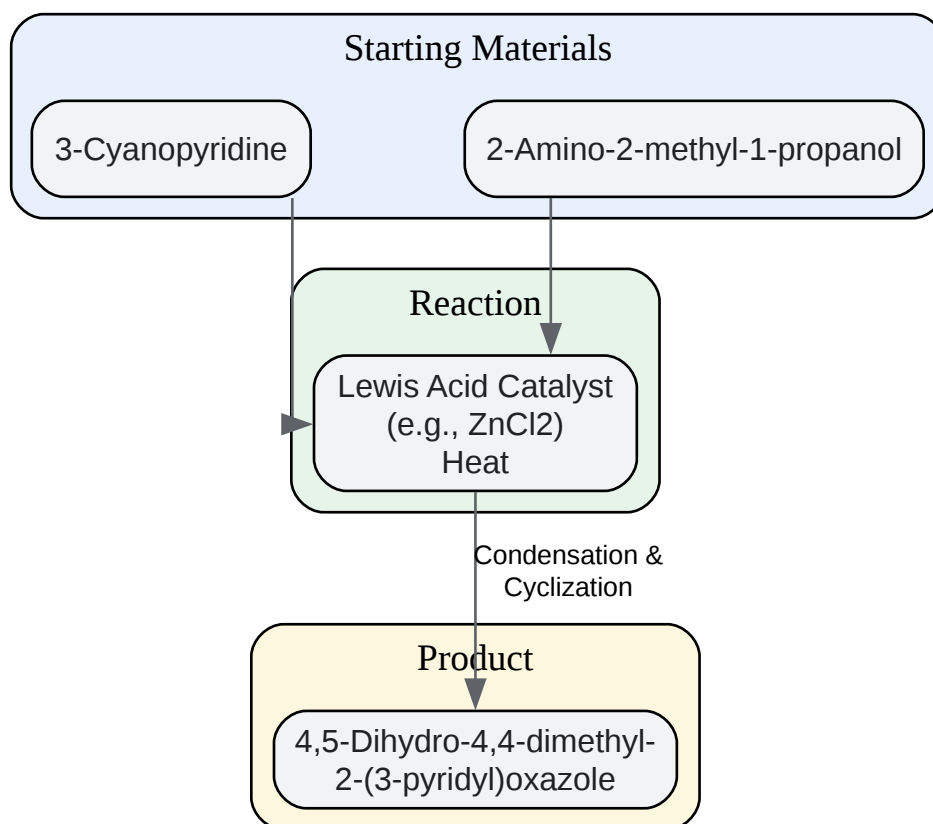 Starting Materials
3-Cyanopyridine
2-Amino-2-methyl-1-propanol
Reaction
Lewis Acid Catalyst
(e.g., ZnCl2)
Heat
Condensation &
Cyclization
Product
4,5-Dihydro-4,4-dimethyl-
2-(3-pyridyl)oxazole